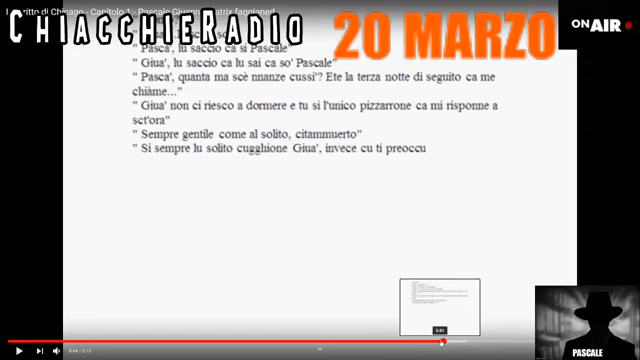 CHIACCHIERADIO
20 MARZO
ON AIR
" Pasca', lu saccio ca si Pascale"
" Giua', lu saccio ca lu sai ca so' Pascale"
" Pasca', quanta ma scè nnanze cussi'? Ete la terza notte di seguito ca me
chiàme..."
" Giua' non ci riesco a dormere e tu si l'unico pizzarrone ca mi risponne a
sct'ora"
" Sempre gentile come al solito, citammuerto"
" Si sempre lu solito cugghione Giua', invece cu ti preoccu
PASCALE